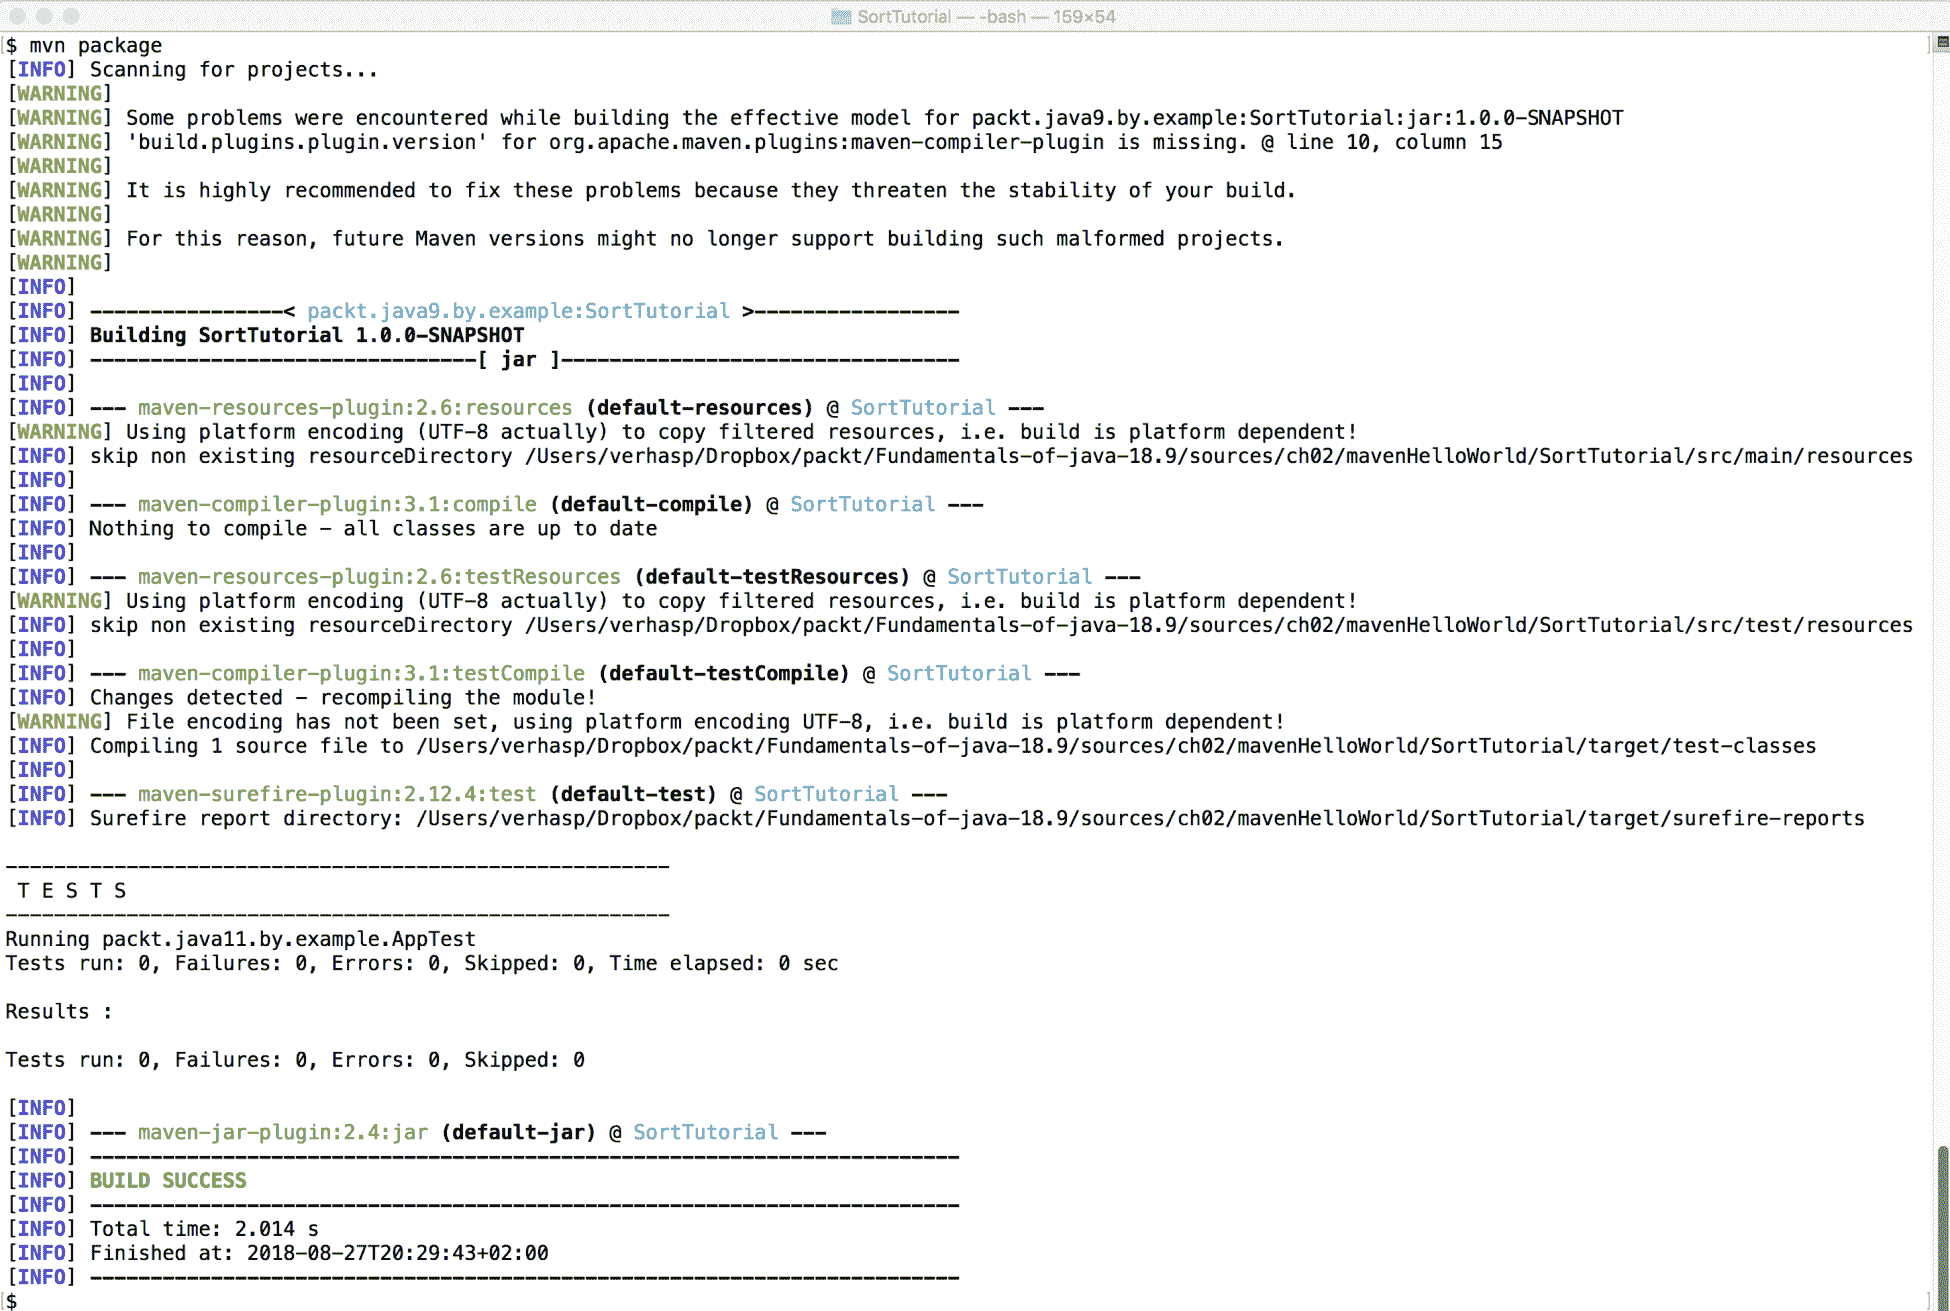 SortTutorial — -bash — 159×54
$ mvn package
[INFO] Scanning for projects...
[WARNING]
[WARNING] Some problems were encountered while building the effective model for packt.java9.by.example:SortTutorial:jar:1.0.0-SNAPSHOT
[WARNING] 'build.plugins.plugin.version' for org.apache.maven.plugins:maven-compiler-plugin is missing. @ line 10, column 15
[WARNING]
[WARNING] It is highly recommended to fix these problems because they threaten the stability of your build.
[WARNING]
[WARNING] For this reason, future Maven versions might no longer support building such malformed projects.
[WARNING]
[INFO]
[INFO] ----------------< packt.java9.by.example:SortTutorial >-----------------
[INFO] Building SortTutorial 1.0.0-SNAPSHOT
[INFO] --------------------------------[ jar ]---------------------------------
[INFO]
[INFO] --- maven-resources-plugin:2.6:resources (default-resources) @ SortTutorial ---
[WARNING] Using platform encoding (UTF-8 actually) to copy filtered resources, i.e. build is platform dependent!
[INFO] skip non existing resourceDirectory /Users/verhasp/Dropbox/packt/Fundamentals-of-java-18.9/sources/ch02/mavenHelloWorld/SortTutorial/src/main/resources
[INFO]
[INFO] --- maven-compiler-plugin:3.1:compile (default-compile) @ SortTutorial ---
[INFO] Nothing to compile - all classes are up to date
[INFO]
[INFO] --- maven-resources-plugin:2.6:testResources (default-testResources) @ SortTutorial ---
[WARNING] Using platform encoding (UTF-8 actually) to copy filtered resources, i.e. build is platform dependent!
[INFO] skip non existing resourceDirectory /Users/verhasp/Dropbox/packt/Fundamentals-of-java-18.9/sources/ch02/mavenHelloWorld/SortTutorial/src/test/resources
[INFO]
[INFO] --- maven-compiler-plugin:3.1:testCompile (default-testCompile) @ SortTutorial ---
[INFO] Changes detected - recompiling the module!
[WARNING] File encoding has not been set, using platform encoding UTF-8, i.e. build is platform dependent!
[INFO] Compiling 1 source file to /Users/verhasp/Dropbox/packt/Fundamentals-of-java-18.9/sources/ch02/mavenHelloWorld/SortTutorial/target/test-classes
[INFO]
[INFO] --- maven-surefire-plugin:2.12.4:test (default-test) @ SortTutorial ---
[INFO] Surefire report directory: /Users/verhasp/Dropbox/packt/Fundamentals-of-java-18.9/sources/ch02/mavenHelloWorld/SortTutorial/target/surefire-reports
-------------------------------------------------------
T E S T S
-------------------------------------------------------
Running packt.java11.by.example.AppTest
Tests run: 0, Failures: 0, Errors: 0, Skipped: 0, Time elapsed: 0 sec
Results :
Tests run: 0, Failures: 0, Errors: 0, Skipped: 0
[INFO]
[INFO] --- maven-jar-plugin:2.4:jar (default-jar) @ SortTutorial ---
[INFO] ------------------------------------------------------------------------
[INFO] BUILD SUCCESS
[INFO] ------------------------------------------------------------------------
[INFO] Total time: 2.014 s
[INFO] Finished at: 2018-08-27T20:29:43+02:00
[INFO] ------------------------------------------------------------------------
$